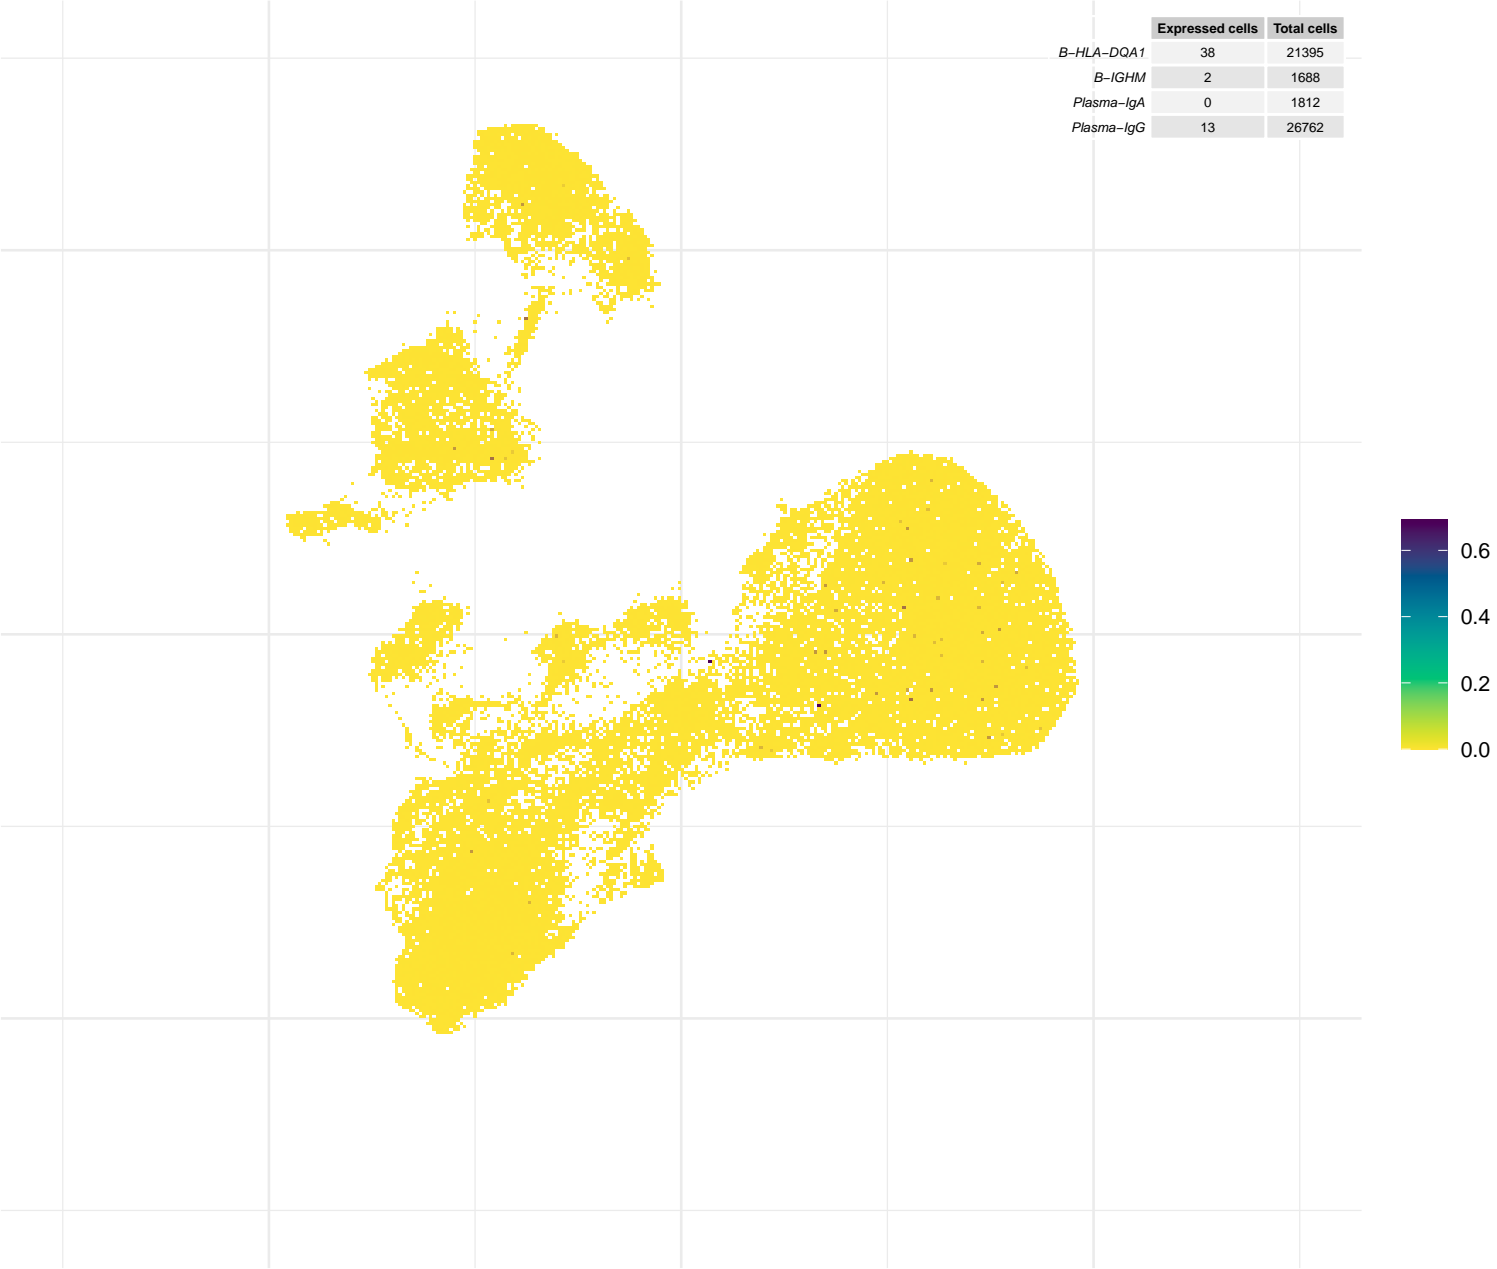 Expressed cells Total cells
B−HLA−DQA1 38 21395
B−IGHM 2 1688
Plasma−IgA 0 1812
Plasma−IgG 13 26762
0.6
0.4
0.2
0.0